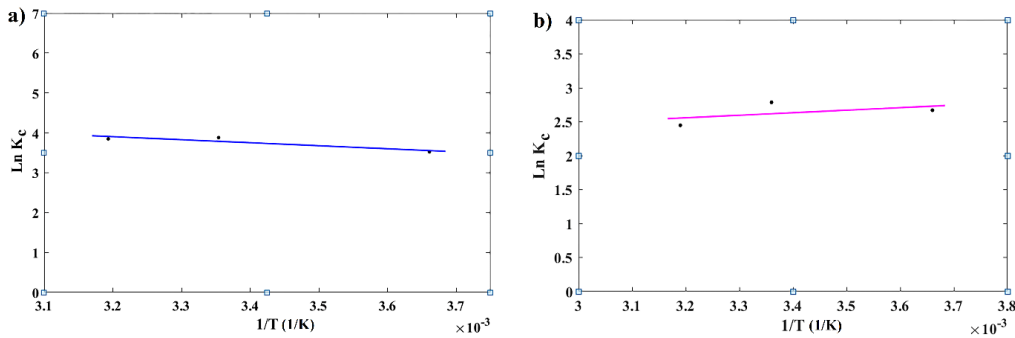 a)
7
6
5
4
3
2
1
0
Ln K_c
3.1 3.2 3.3 3.4 3.5 3.6 3.7
1/T (1/K)
×10⁻³
b)
4
3.5
3
2.5
2
1.5
1
0.5
0
Ln K_c
3 3.1 3.2 3.3 3.4 3.5 3.6 3.7 3.8
1/T (1/K)
×10⁻³